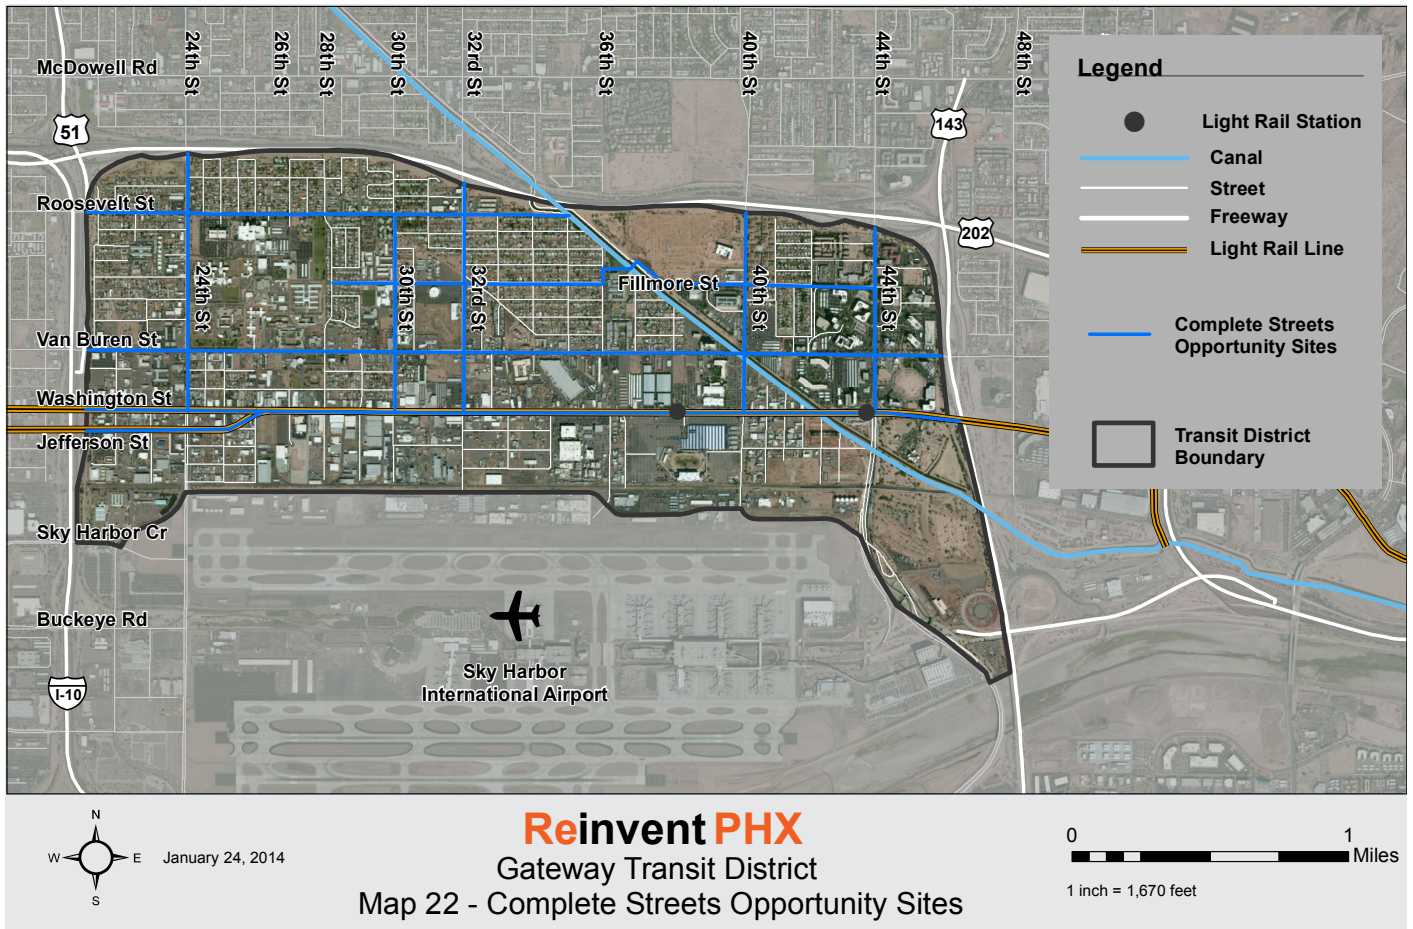 24th St
26th St
28th St
30th St
32rd St
36th St
40th St
44th St
48th St
McDowell Rd
51
143
202
Roosevelt St
24th St
30th St
32rd St
Fillmore St
40th St
44th St
Van Buren St
Washington St
Jefferson St
Sky Harbor Cr
Buckeye Rd
I-10
Sky Harbor
International Airport
Legend
Light Rail Station
Canal
Street
Freeway
Light Rail Line
Complete Streets
Opportunity Sites
Transit District
Boundary
N
W E
S
January 24, 2014
Reinvent PHX
Gateway Transit District
Map 22 - Complete Streets Opportunity Sites
0 1
Miles
1 inch = 1,670 feet